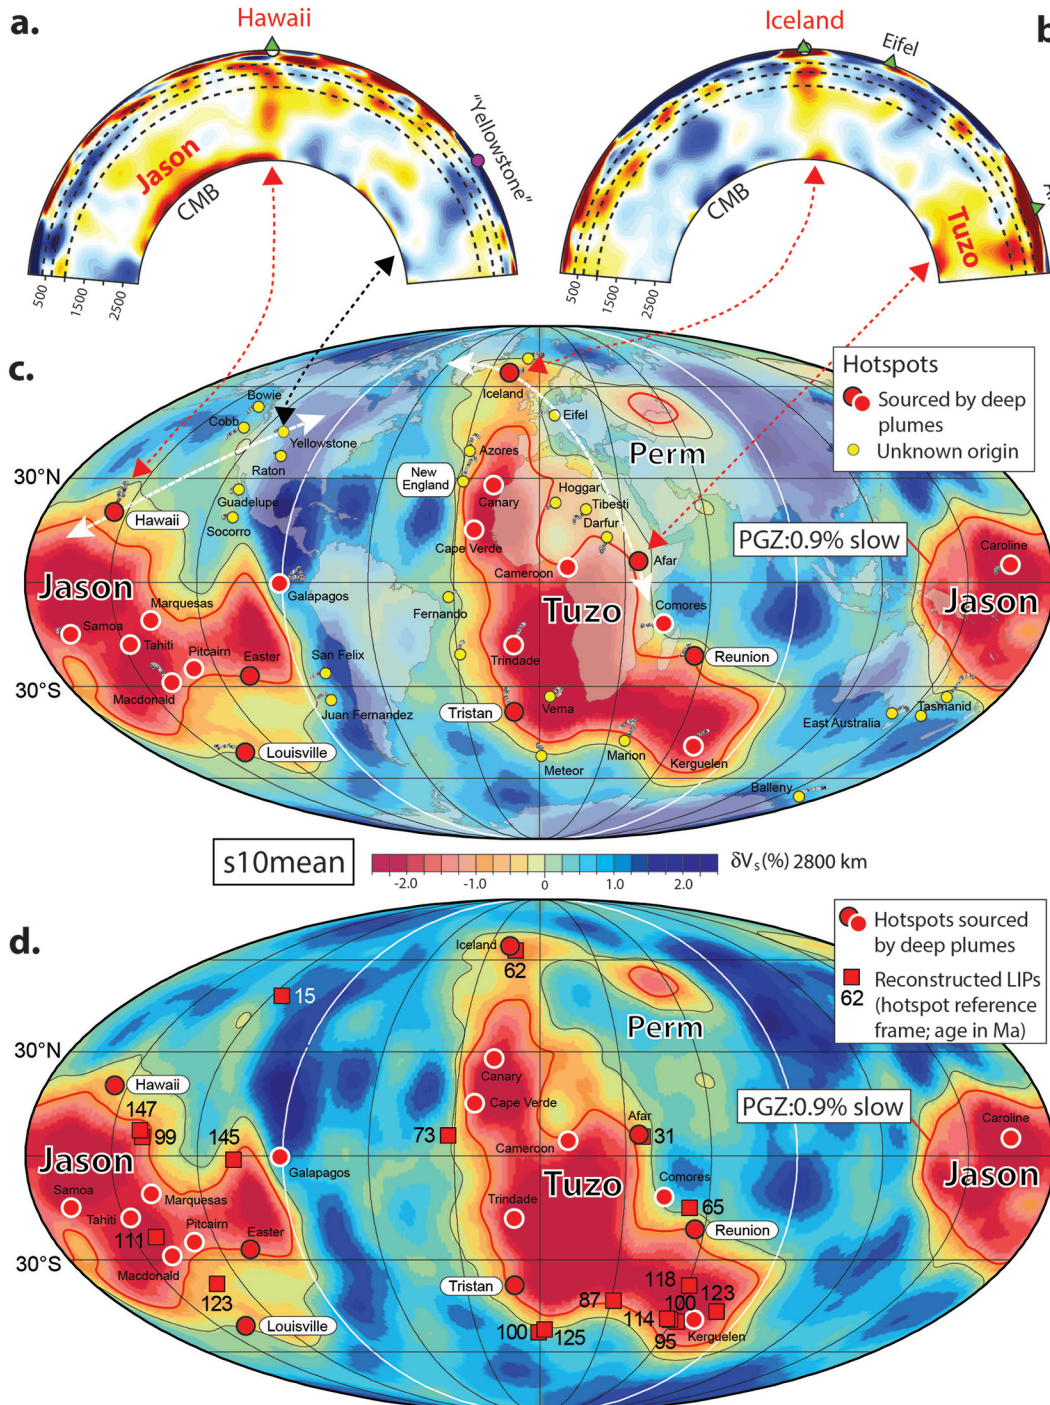 a.
Hawaii
"Yellowstone"
Jason
CMB
500
1500
2500
b
Iceland
Eifel
CMB
Tuzo
500
1500
2500
c.
Hotspots
Sourced by deep
plumes
Unknown origin
Bowie
Cobb
Yellowstone
Raton
Guadelupe
Socorro
30°N
Hawaii
Iceland
Eifel
Azores
New
England
Canary
Hoggar
Tibesti
Darfur
Cape Verde
Cameroon
Afar
Perm
PGZ:0.9% slow
Caroline
Jason
Jason
Tuzo
Galapagos
Marquesas
Samoa
Tahiti
Pitcairn
Easter
Macdonald
San Felix
Juan Fernandez
Fernando
Comores
Trindade
Reunion
30°S
Tristan
Vema
Louisville
Meteor
Marion
Kerguelen
East Australia
Tasmanid
Balleny
s10mean
-2.0
-1.0
0
1.0
2.0
δVs(%) 2800 km
d.
Hotspots sourced
by deep plumes
Reconstructed LIPs
62
(hotspot reference
frame; age in Ma)
Iceland
62
15
Perm
30°N
Hawaii
147
99
145
Canary
Cape Verde
73
Cameroon
Afar
31
PGZ:0.9% slow
Caroline
Jason
Jason
Tuzo
Galapagos
Samoa
Marquesas
Tahiti
Pitcairn
Easter
111
Macdonald
Trindade
Comores
65
Reunion
30°S
123
Louisville
Tristan
87
118
123
100
114
95
Kerguelen
100
125